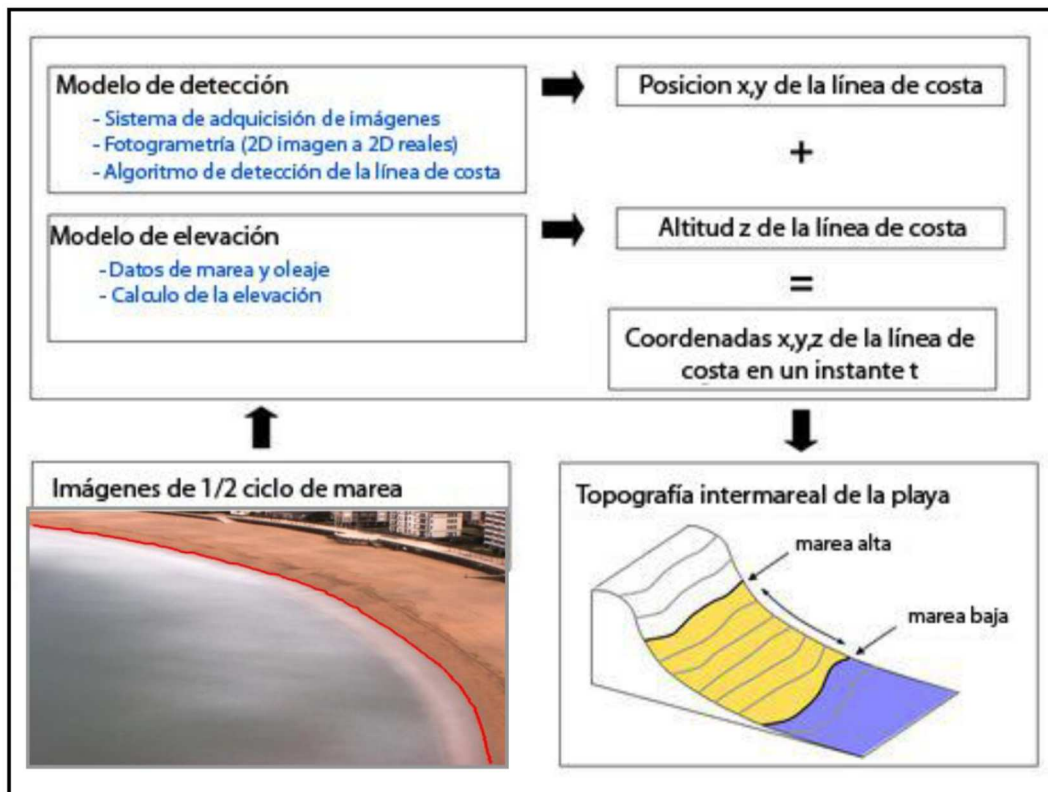 Modelo de detección
- Sistema de adquicisión de imágenes
- Fotogrametría (2D imagen a 2D reales)
- Algoritmo de detección de la línea de costa
Posicion x,y de la línea de costa
+
Modelo de elevación
- Datos de marea y oleaje
- Calculo de la elevación
Altitud z de la línea de costa
=
Coordenadas x,y,z de la línea de
costa en un instante t
Imágenes de 1/2 ciclo de marea
Topografía intermareal de la playa
marea alta
marea baja